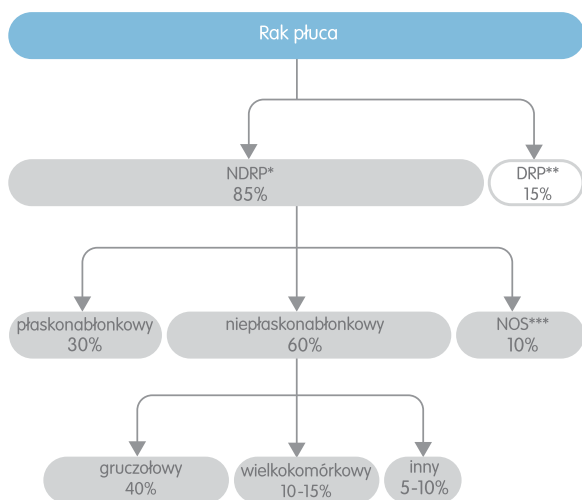 Rak płuca
NDRP*
85%
DRP**
15%
płaskonabłonkowy
30%
niepłaskonabłonkowy
60%
NOS***
10%
gruczołowy
40%
wielkokomórkowy
10-15%
inny
5-10%